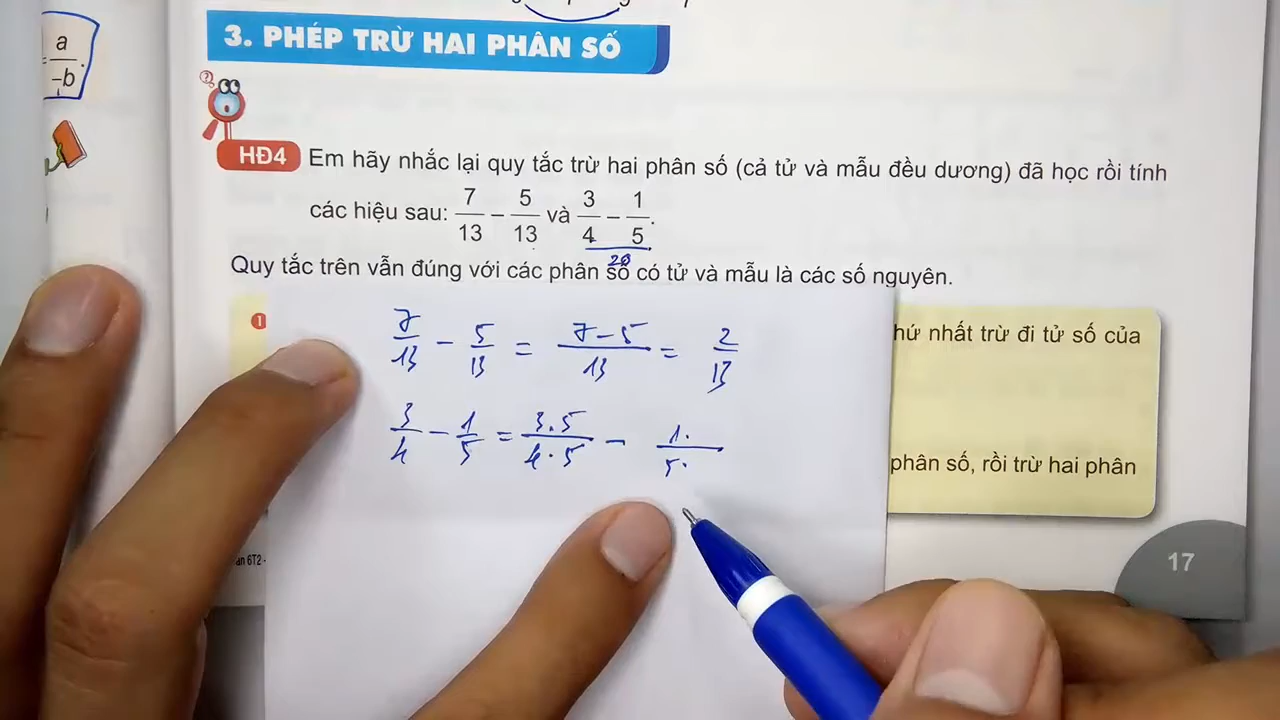 = a/-b.
3. PHÉP TRỪ HAI PHÂN SỐ
?
HĐ4 Em hãy nhắc lại quy tắc trừ hai phân số (cả tử và mẫu đều dương) đã học rồi tính
các hiệu sau: 7/13 − 5/13 và 3/4 − 1/5.
20
Quy tắc trên vẫn đúng với các phân số có tử và mẫu là các số nguyên.
1
hứ nhất trừ đi tử số của
phân số, rồi trừ hai phân
7/13 − 5/13 = 7−5/13 = 2/13
3/4 − 1/5 = 3.5/4.5 − 1./5.
án 6T2 -
17